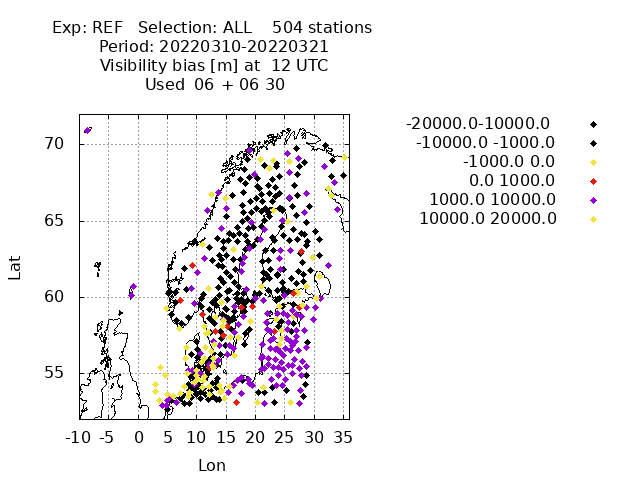 Exp: REF Selection: ALL 504 stations
Period: 20220310-20220321
Visibility bias [m] at 12 UTC
Used 06 + 06 30
-20000.0-10000.0
-10000.0 -1000.0
-1000.0 0.0
0.0 1000.0
1000.0 10000.0
10000.0 20000.0
70
65
60
55
Lat
-10 -5 0 5 10 15 20 25 30 35
Lon